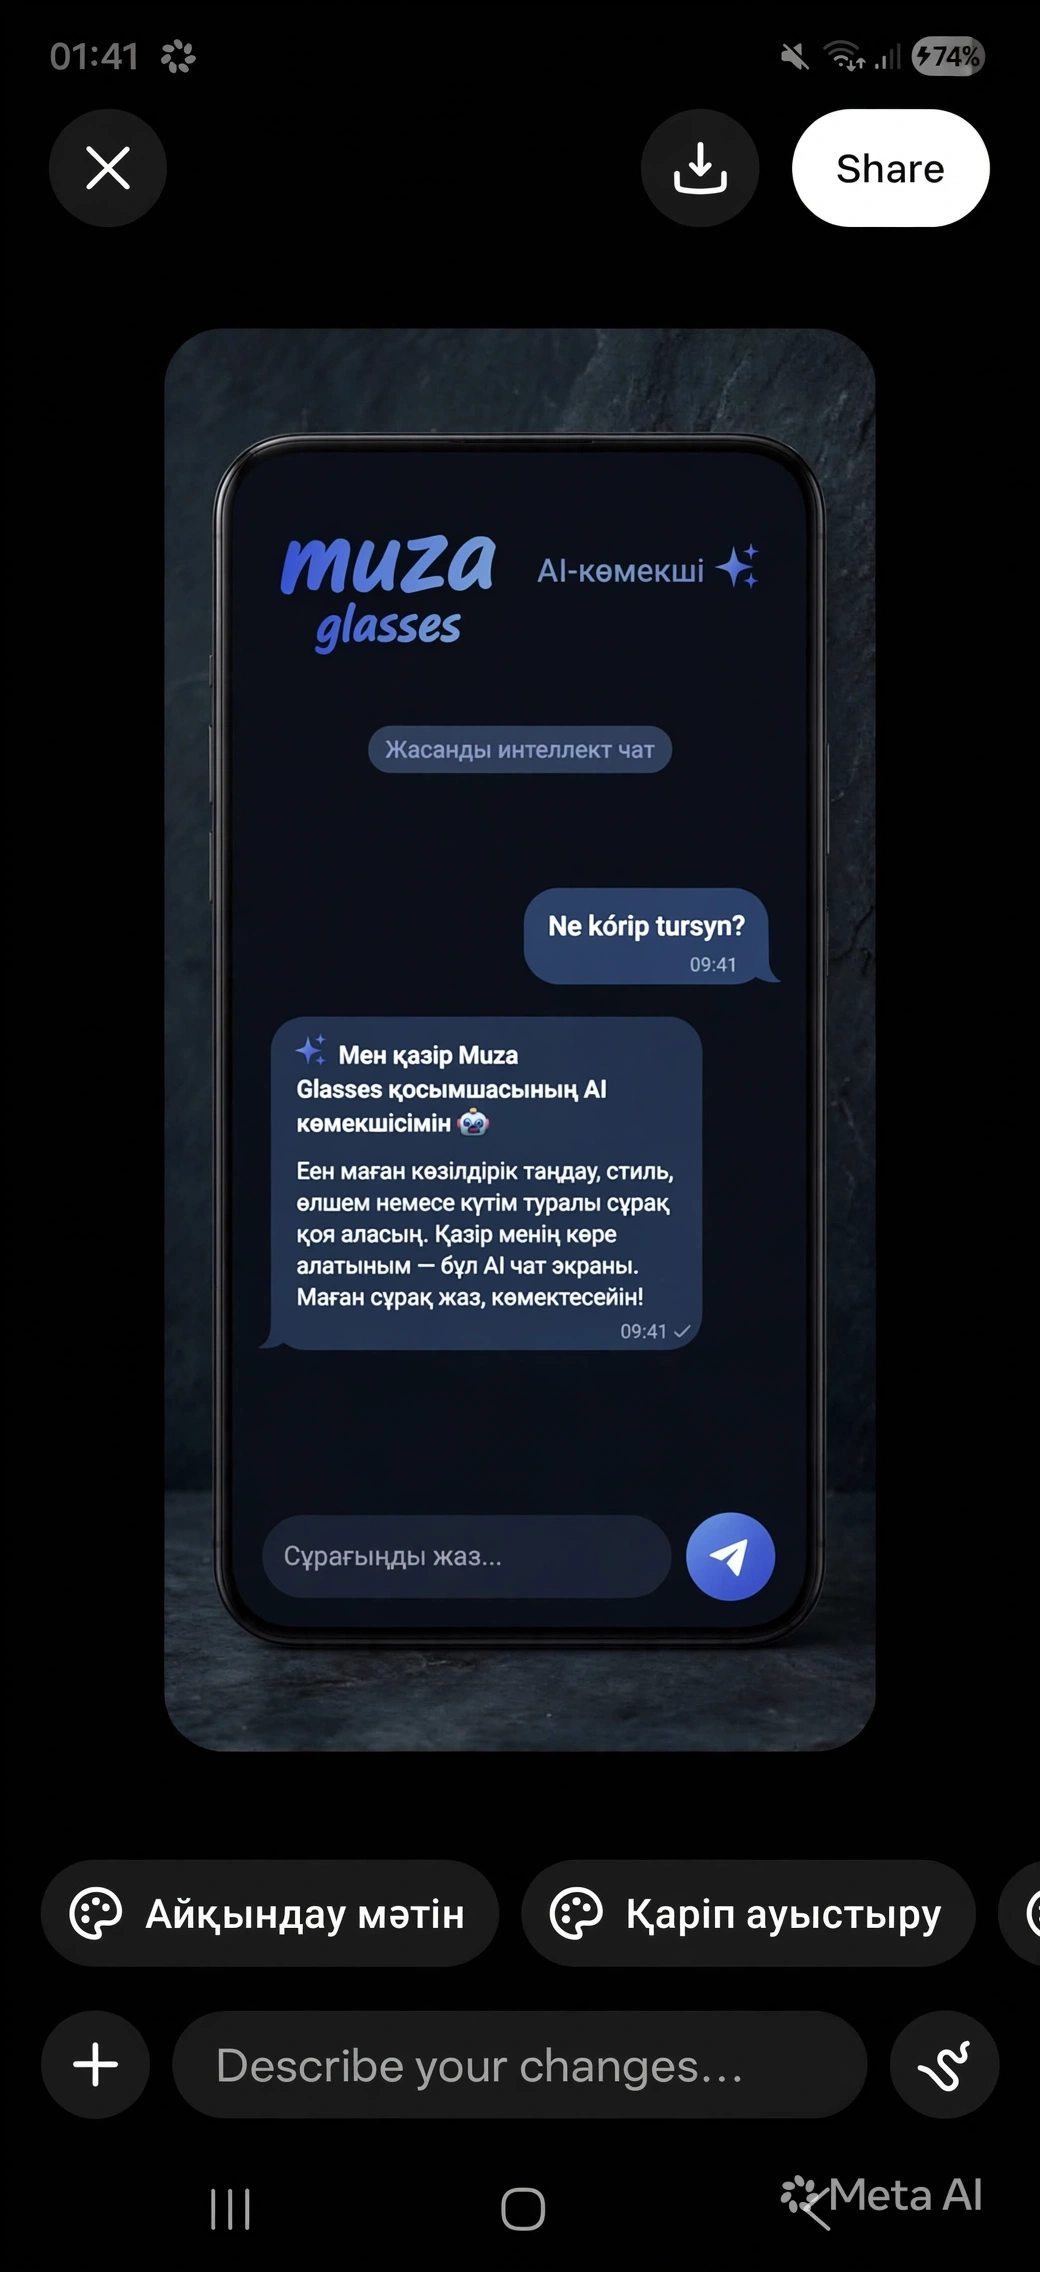 01:41
74%
Share
muza
glasses
AI-көмекші
Жасанды интеллект чат
Ne kórip tursyn?
09:41
Мен қазір Muza
Glasses қосымшасының AI
көмекшісімін
Еен маған көзілдірік таңдау, стиль,
өлшем немесе күтім туралы сұрақ
қоя аласың. Қазір менің көре
алатыным — бұл AI чат экраны.
Маған сұрақ жаз, көмектесейін!
09:41
Сұрағыңды жаз...
Айқындау мәтін
Қаріп ауыстыру
Describe your changes...
Meta AI